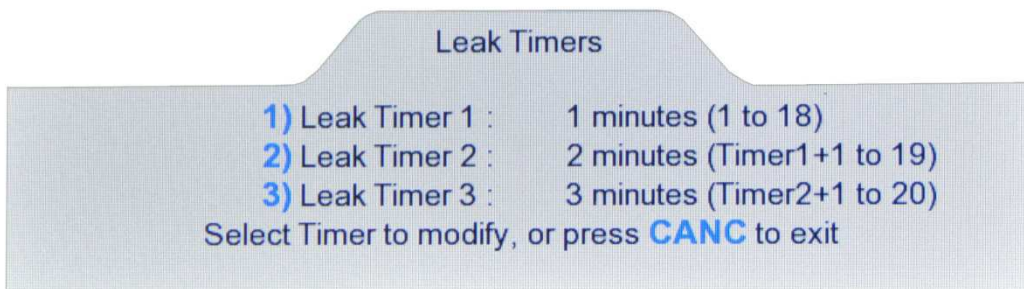 Leak Timers
1) Leak Timer 1 : 1 minutes (1 to 18)
2) Leak Timer 2 : 2 minutes (Timer1+1 to 19)
3) Leak Timer 3 : 3 minutes (Timer2+1 to 20)
Select Timer to modify, or press CANC to exit